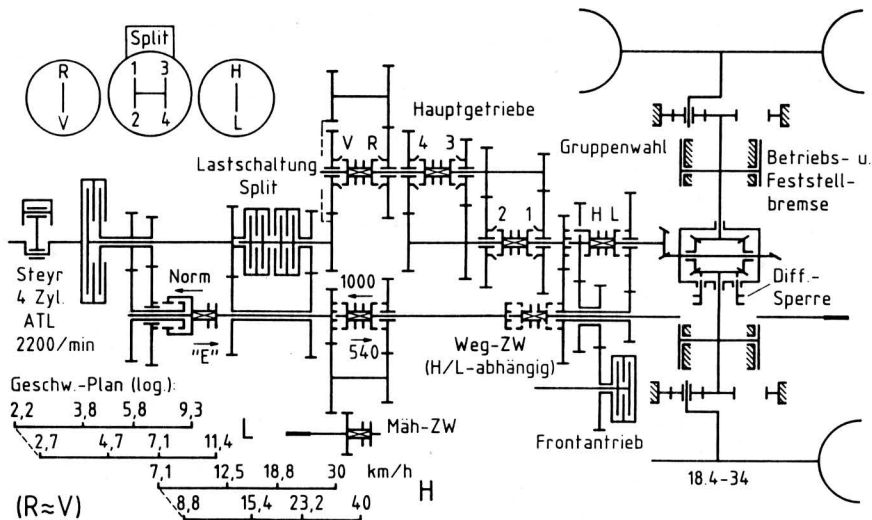 Split
R
V
1 3
2 4
H
L
Hauptgetriebe
V R 4 3
Gruppenwahl
Lastschaltung
Split
Betriebs- u.
Feststell-
bremse
2 1
H L
Steyr
4 Zyl.
ATL
2200/min
Norm
"E"
1000
540
Weg-ZW
(H/L-abhängig)
Diff.-
Sperre
Geschw.-Plan (log.):
2,2 3,8 5,8 9,3
L
2,7 4,7 7,1 11,4
Mäh-ZW
Frontantrieb
7,1 12,5 18,8 30 km/h
H
8,8 15,4 23,2 40
(R≈V)
18.4-34